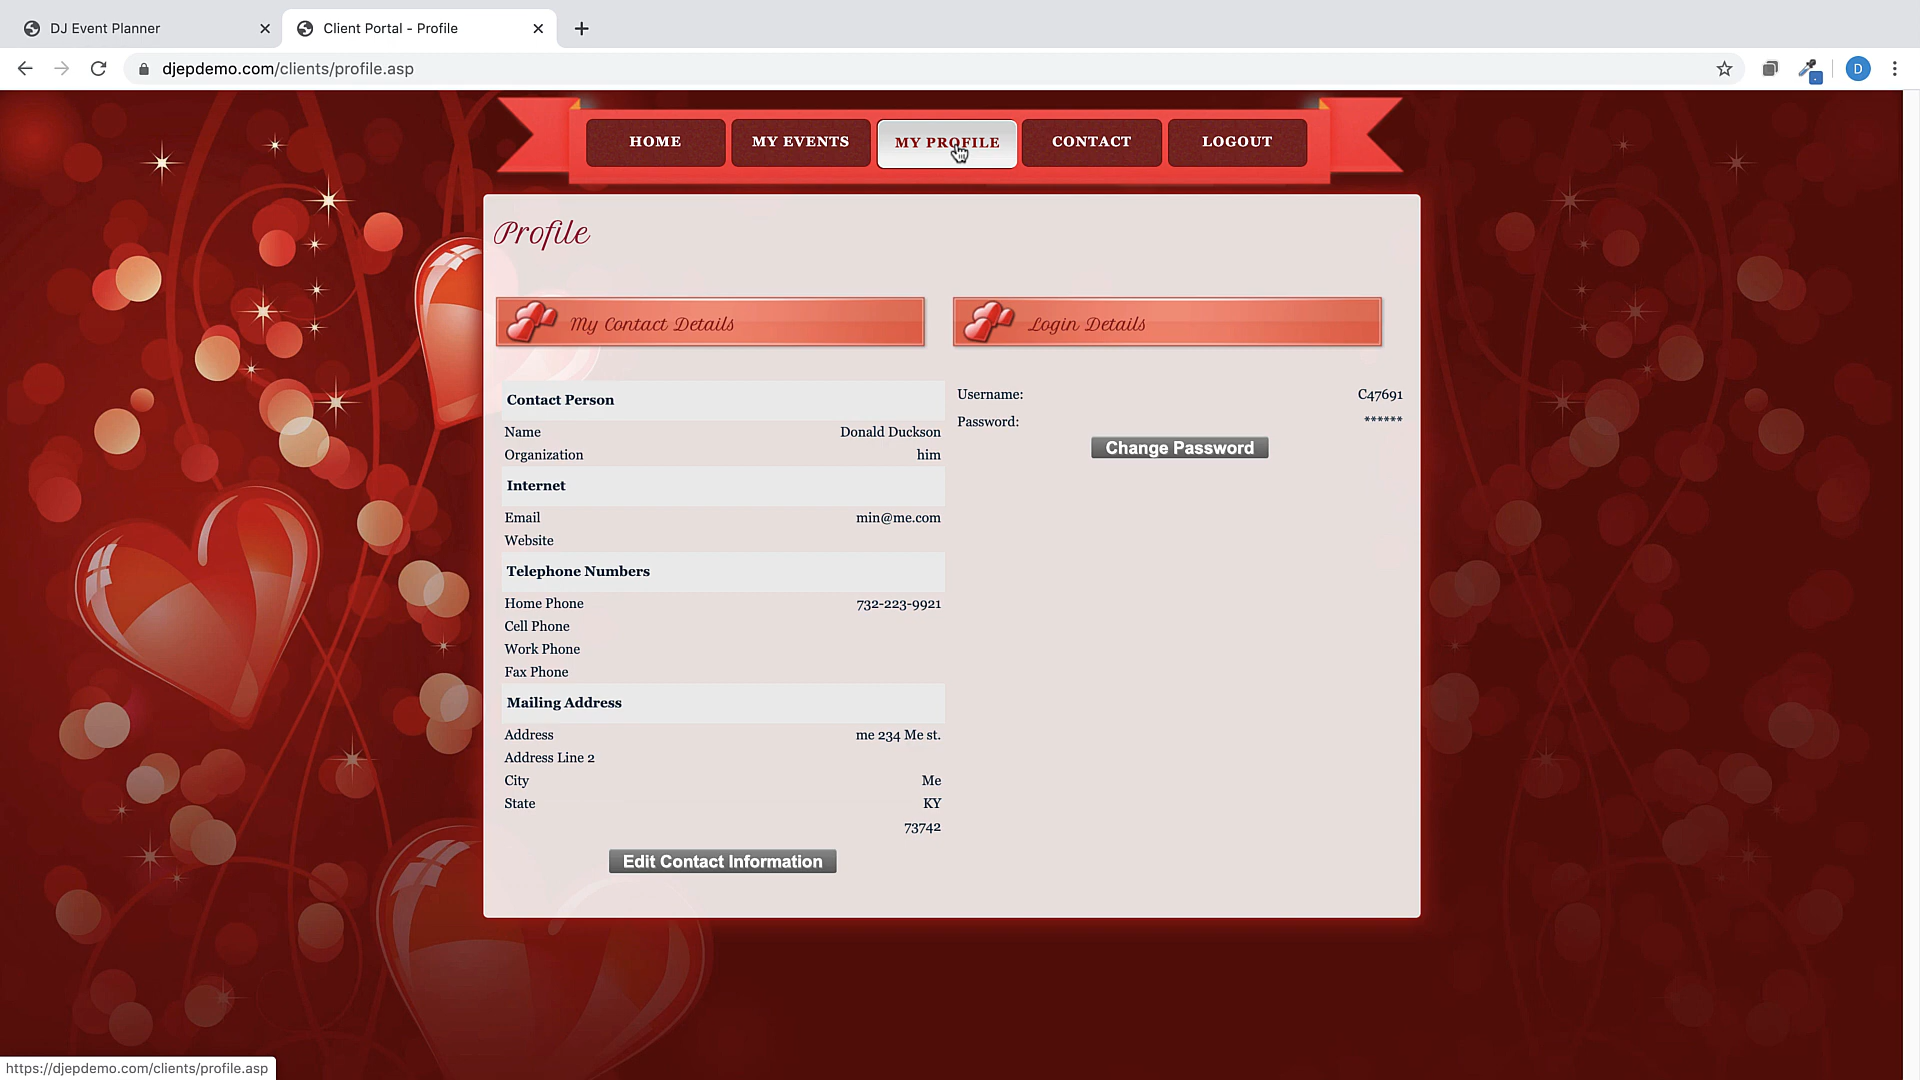 DJ Event Planner
Client Portal - Profile
djepdemo.com/clients/profile.asp
D
HOME
MY EVENTS
MY PROFILE
CONTACT
LOGOUT
Profile
My Contact Details
Login Details
Contact Person
Name Donald Duckson
Organization him
Internet
Email min@me.com
Website
Telephone Numbers
Home Phone 732-223-9921
Cell Phone
Work Phone
Fax Phone
Mailing Address
Address me 234 Me st.
Address Line 2
City Me
State KY
73742
Edit Contact Information
Username: C47691
Password: ******
Change Password
https://djepdemo.com/clients/profile.asp